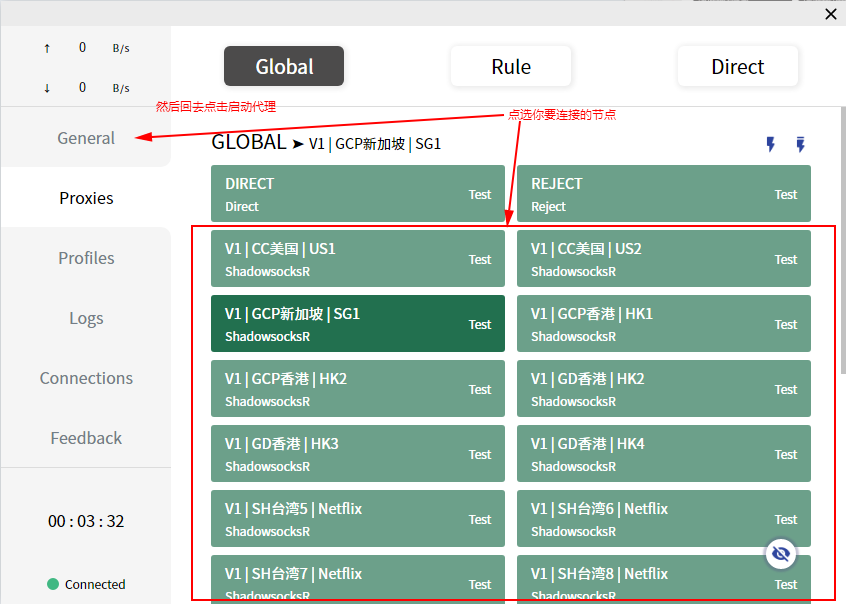 ↑ 0 B/s
↓ 0 B/s
General
Proxies
Profiles
Logs
Connections
Feedback
00 : 03 : 32
Connected
Global
Rule
Direct
然后回去点击启动代理
点选你要连接的节点
GLOBAL ➤ V1 | GCP新加坡 | SG1
DIRECT
Direct
Test
REJECT
Reject
Test
V1 | CC美国 | US1
ShadowsocksR
Test
V1 | CC美国 | US2
ShadowsocksR
Test
V1 | GCP新加坡 | SG1
ShadowsocksR
Test
V1 | GCP香港 | HK1
ShadowsocksR
Test
V1 | GCP香港 | HK2
ShadowsocksR
Test
V1 | GD香港 | HK2
ShadowsocksR
Test
V1 | GD香港 | HK3
ShadowsocksR
Test
V1 | GD香港 | HK4
ShadowsocksR
Test
V1 | SH台湾5 | Netflix
ShadowsocksR
Test
V1 | SH台湾6 | Netflix
ShadowsocksR
Test
V1 | SH台湾7 | Netflix
ShadowsocksR
Test
V1 | SH台湾8 | Netflix
ShadowsocksR
Test